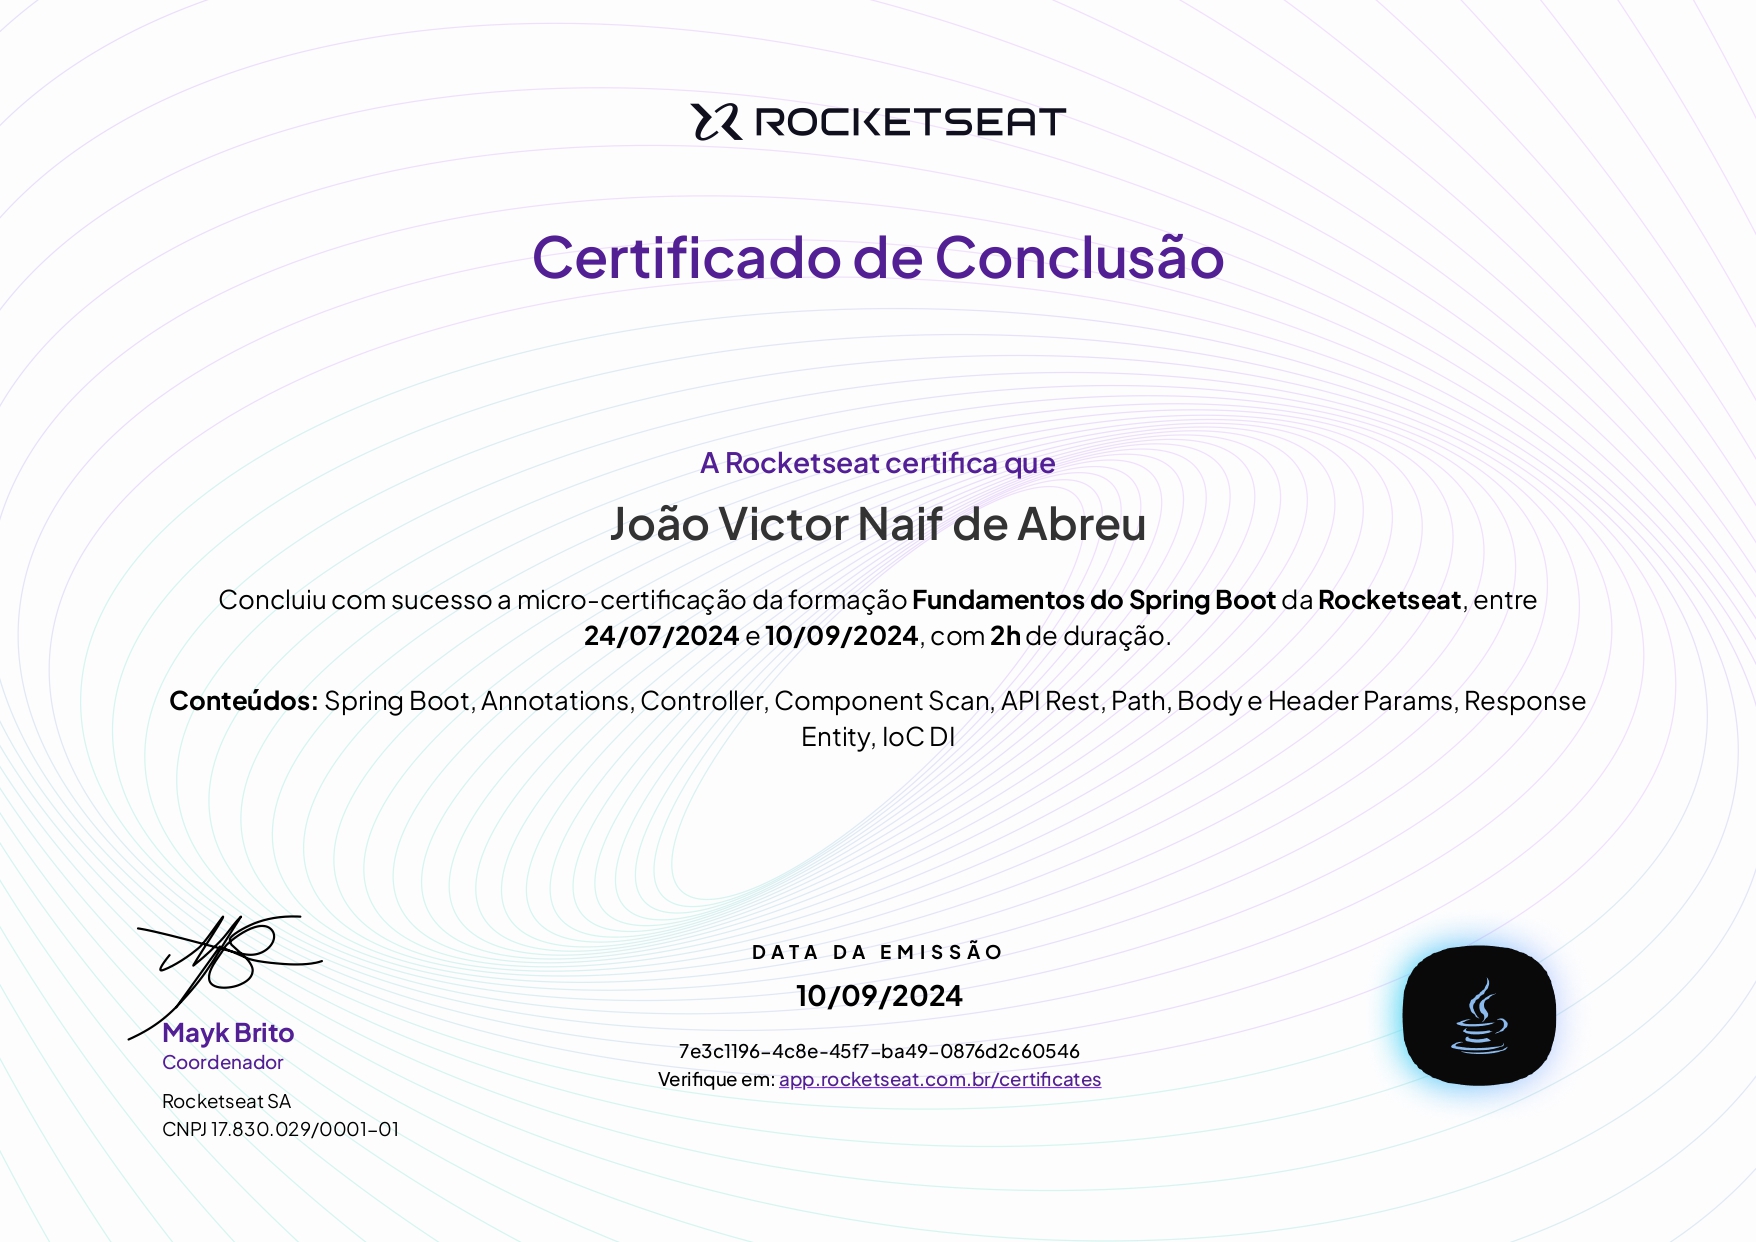 ROCKETSEAT
Certificado de Conclusão
A Rocketseat certifica que
João Victor Naif de Abreu
Concluiu com sucesso a micro-certificação da formação Fundamentos do Spring Boot da Rocketseat, entre
24/07/2024 e 10/09/2024, com 2h de duração.
Conteúdos: Spring Boot, Annotations, Controller, Component Scan, API Rest, Path, Body e Header Params, Response
Entity, IoC DI
Mayk Brito
Coordenador
Rocketseat SA
CNPJ 17.830.029/0001-01
DATA DA EMISSÃO
10/09/2024
7e3c1196-4c8e-45f7-ba49-0876d2c60546
Verifique em: app.rocketseat.com.br/certificates